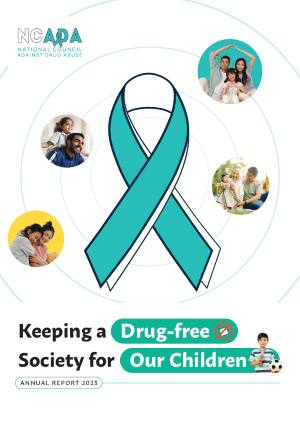 NCADA
NATIONAL COUNCIL
AGAINST DRUG ABUSE
Keeping a Drug-free
Society for Our Children
ANNUAL REPORT 2023